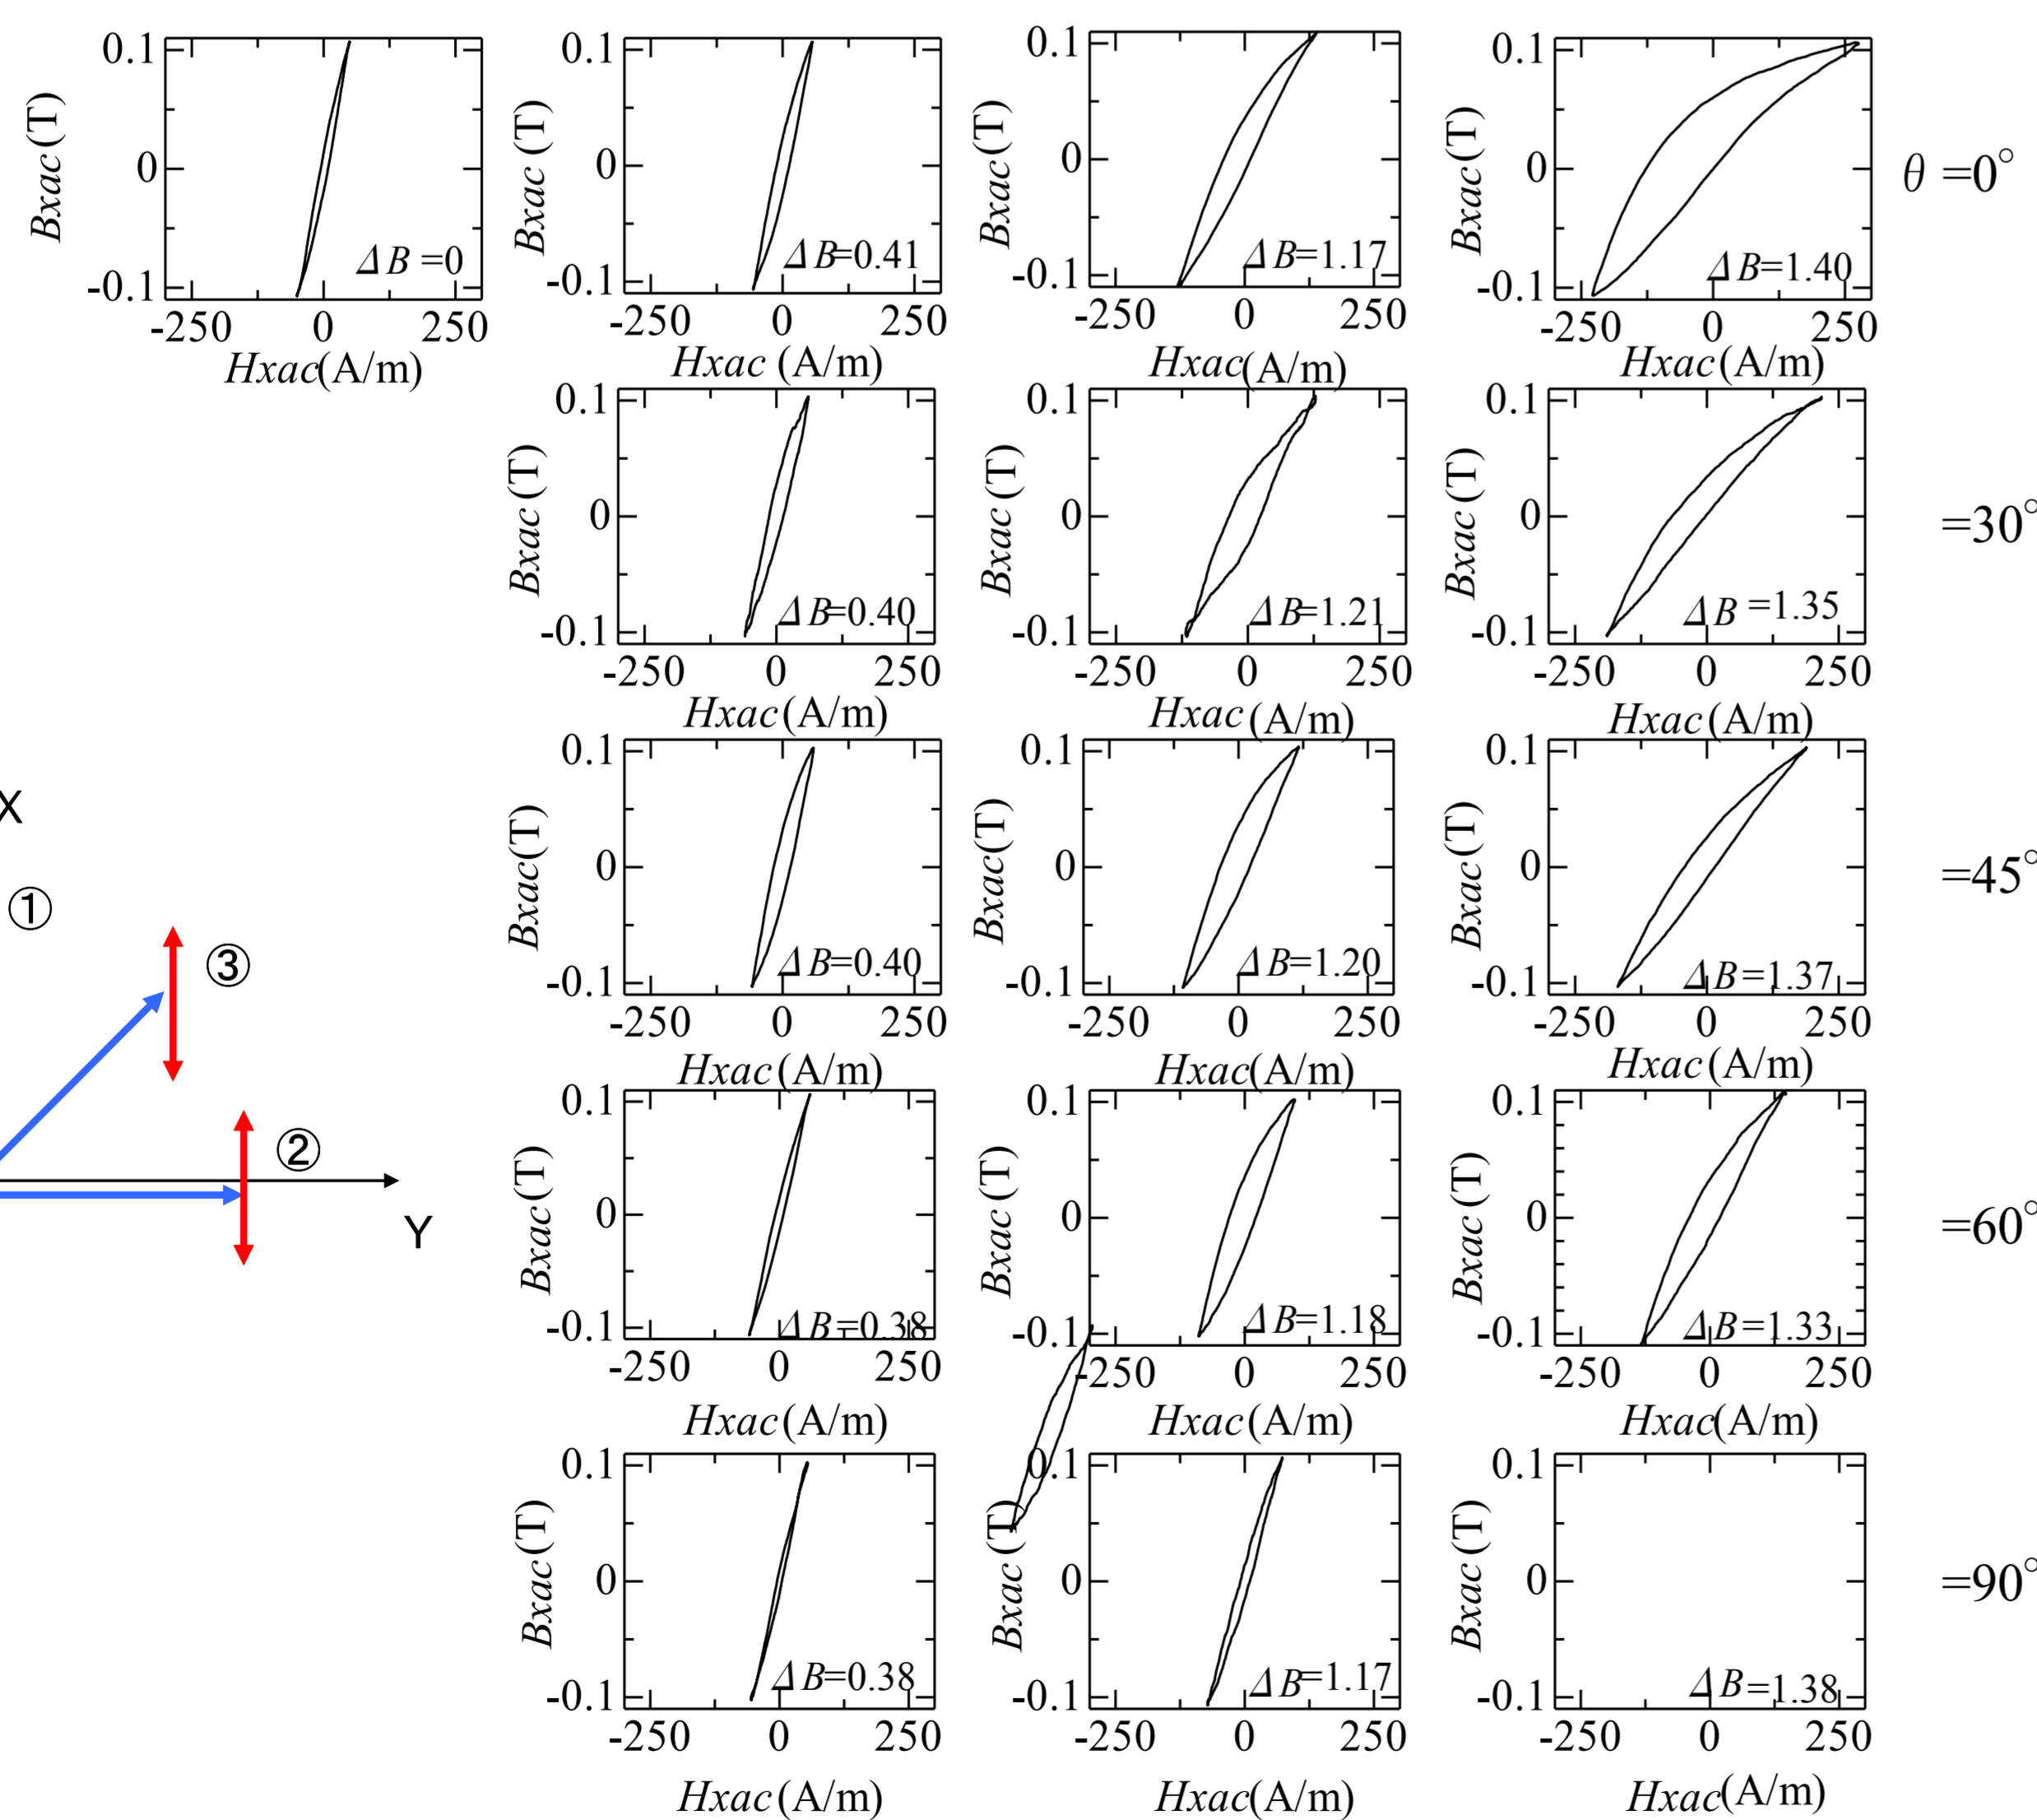 0.1 0.1 0.1 0.1
Bxac (T) Bxac (T) Bxac (T) Bxac (T)
0 0 0 0 θ =0°
ΔB =0 ΔB=0.41 ΔB=1.17 ΔB=1.40
-0.1 -0.1 -0.1 -0.1
-250 0 250 -250 0 250 -250 0 250 -250 0 250
Hxac(A/m) Hxac (A/m) Hxac(A/m) Hxac(A/m)
0.1 0.1 0.1
Bxac (T) Bxac (T) Bxac (T)
0 0 0 =30°
ΔB=0.40 ΔB=1.21 ΔB =1.35
-0.1 -0.1 -0.1
-250 0 250 -250 0 250 -250 0 250
Hxac(A/m) Hxac(A/m) Hxac(A/m)
0.1 0.1 0.1
X
Bxac(T) Bxac(T) Bxac(T)
0 0 0 =45°
①
③
ΔB=0.40 ΔB=1.20 ΔB=1.37
-0.1 -0.1 -0.1
-250 0 250 -250 0 250 -250 0 250
Hxac(A/m) Hxac(A/m) Hxac(A/m)
0.1 0.1 0.1
②
Bxac(T) Bxac (T) Bxac(T)
0 0 0 =60°
Y
ΔB=0.38 ΔB=1.18 ΔB=1.33
-0.1 -0.1 -0.1
-250 0 250 -250 0 250 -250 0 250
Hxac(A/m) Hxac(A/m) Hxac(A/m)
0.1 0.1 0.1
Bxac(T) Bxac (T) Bxac(T)
0 0 0 =90°
ΔB=0.38 ΔB=1.17 ΔB=1.38
-0.1 -0.1 -0.1
-250 0 250 -250 0 250 -250 0 250
Hxac(A/m) Hxac(A/m) Hxac(A/m)